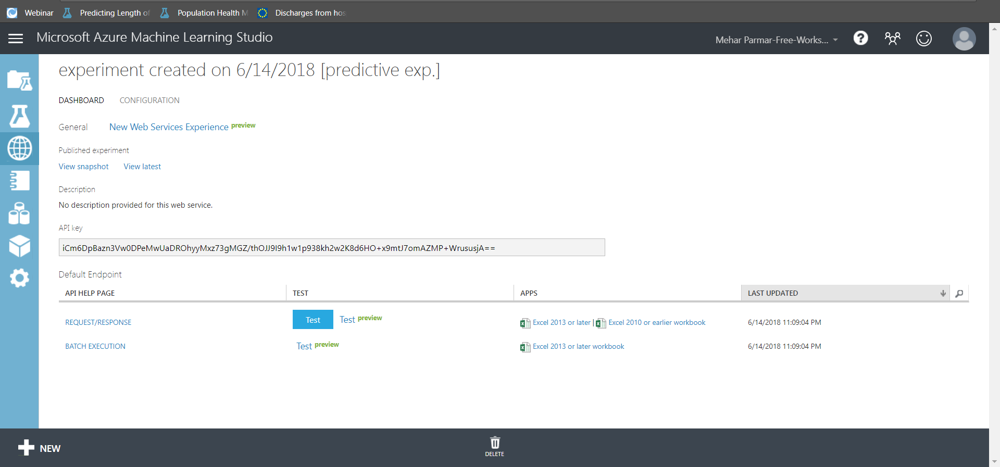 Webinar Predicting Length of Population Health M Discharges from hos
Microsoft Azure Machine Learning Studio Mehar Parmar-Free-Works... ?
experiment created on 6/14/2018 [predictive exp.]
DASHBOARD CONFIGURATION
General New Web Services Experience preview
Published experiment
View snapshot View latest
Description
No description provided for this web service.
API key
iCm6DpBazn3Vw0DPeMwUaDROhyyMxz73gMGZ/thOJJ9I9h1w1p938kh2w2K8d6HO+x9mtJ7omAZMP+WrususjA==
Default Endpoint
API HELP PAGE TEST APPS LAST UPDATED
REQUEST/RESPONSE Test Test preview Excel 2013 or later | Excel 2010 or earlier workbook 6/14/2018 11:09:04 PM
BATCH EXECUTION Test preview Excel 2013 or later workbook 6/14/2018 11:09:04 PM
NEW DELETE